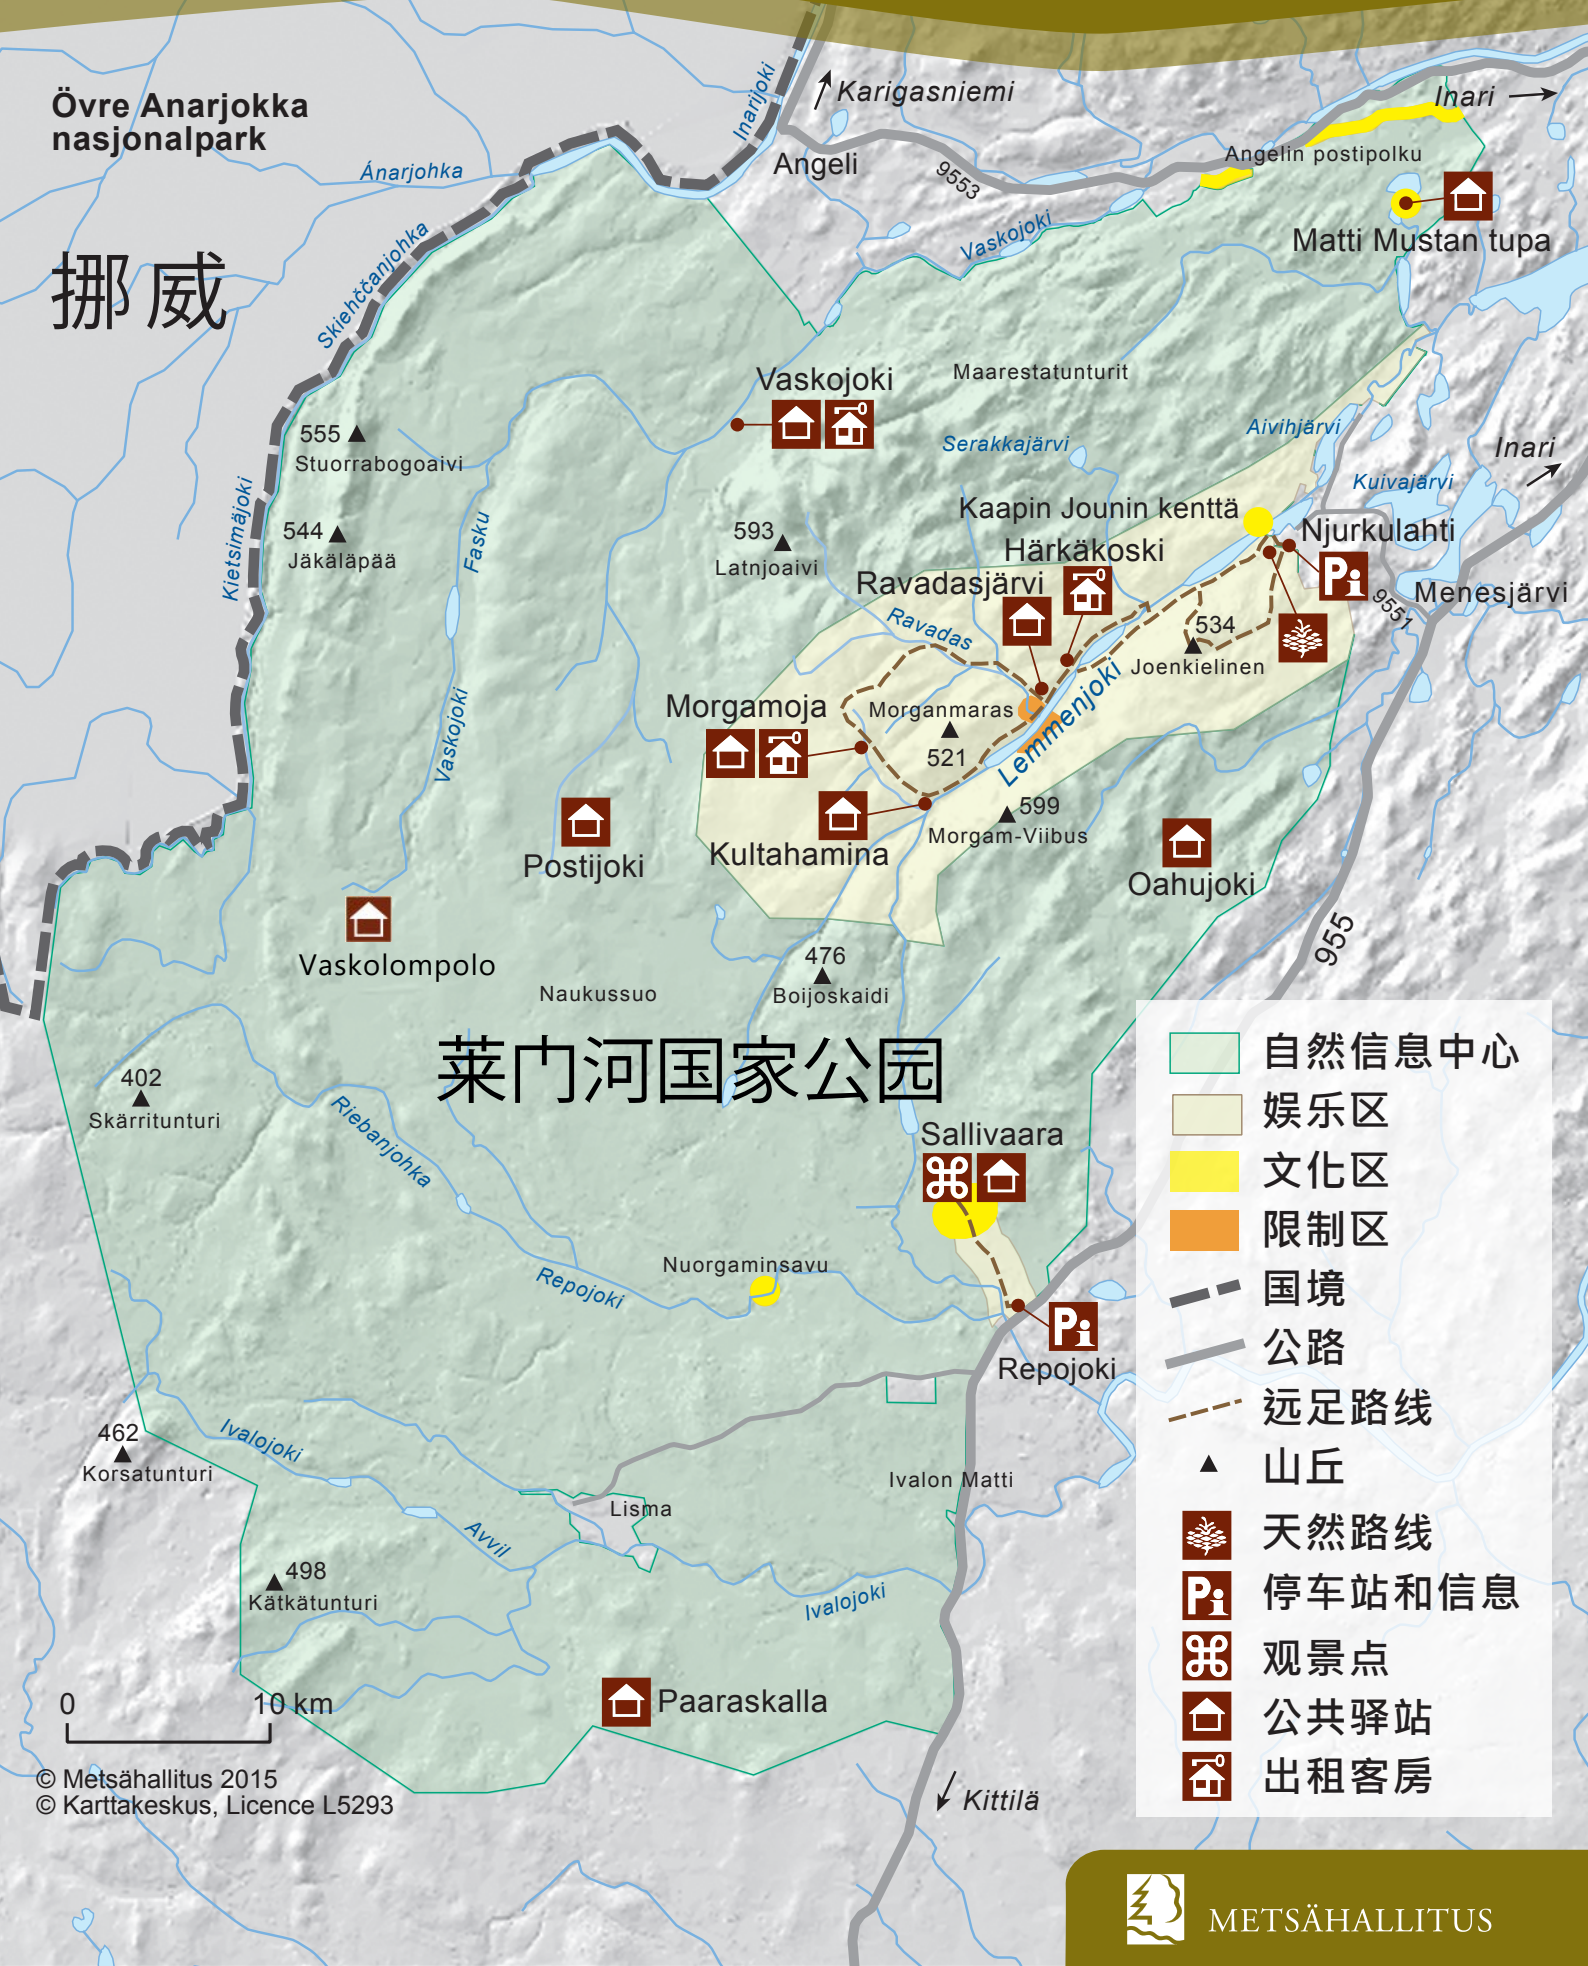 Övre Anarjokka
nasjonalpark
挪威
Ánarjohka
Skiehččanjohka
Inarijoki
Karigasniemi
Angeli
9553
Inari
Angelin postipolku
Matti Mustan tupa
Vaskojoki
Vaskojoki
Maarestatunturit
555
Stuorrabogoaivi
544
Jäkäläpää
Kietsimäjoki
Fasku
Vaskojoki
593
Latnjoaivi
Serakkajärvi
Aivihjärvi
Inari
Kuivajärvi
Kaapin Jounin kenttä
Njurkulahti
Härkäkoski
Ravadasjärvi
Menesjärvi
9551
Ravadas
534
Joenkielinen
Morgamoja
Morganmaras
521
Lemmenjoki
599
Morgam-Viibus
Kultahamina
Postijoki
Oahujoki
955
Vaskolompolo
476
Boijoskaidi
Naukussuo
莱门河国家公园
402
Skärritunturi
Riebanjohka
Sallivaara
Nuorgaminsavu
Repojoki
Repojoki
462
Korsatunturi
Ivalojoki
Ivalon Matti
Lisma
Avvil
498
Kätkätunturi
Ivalojoki
Paaraskalla
Kittilä
0 10 km
© Metsähallitus 2015
© Karttakeskus, Licence L5293
自然信息中心
娱乐区
文化区
限制区
国境
公路
远足路线
山丘
天然路线
停车站和信息
观景点
公共驿站
出租客房
METSÄHALLITUS